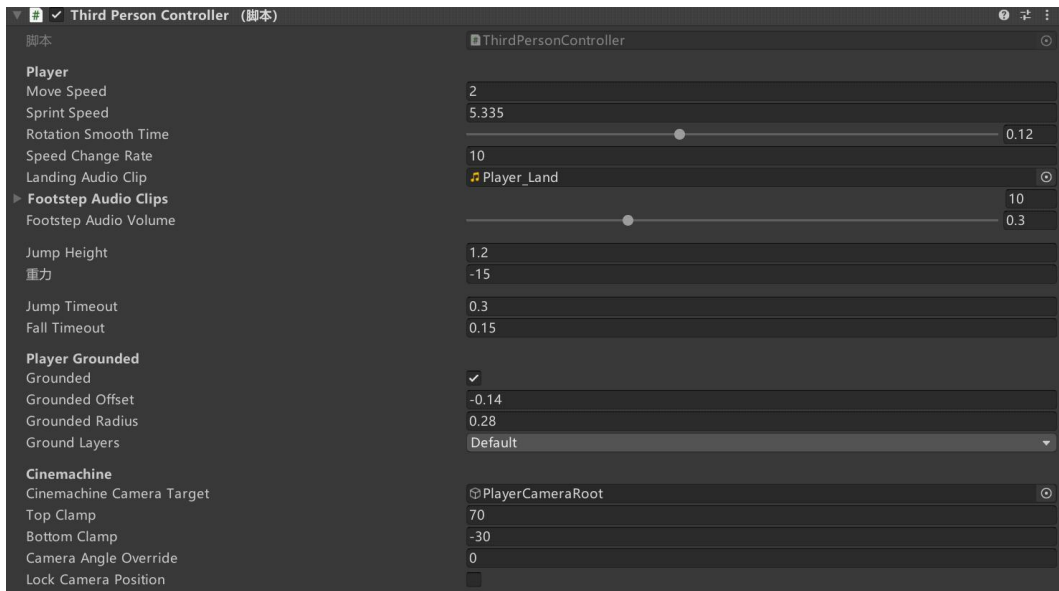 # Third Person Controller （脚本）
脚本 ThirdPersonController
Player
Move Speed 2
Sprint Speed 5.335
Rotation Smooth Time 0.12
Speed Change Rate 10
Landing Audio Clip Player_Land
Footstep Audio Clips 10
Footstep Audio Volume 0.3
Jump Height 1.2
重力 -15
Jump Timeout 0.3
Fall Timeout 0.15
Player Grounded
Grounded
Grounded Offset -0.14
Grounded Radius 0.28
Ground Layers Default
Cinemachine
Cinemachine Camera Target PlayerCameraRoot
Top Clamp 70
Bottom Clamp -30
Camera Angle Override 0
Lock Camera Position